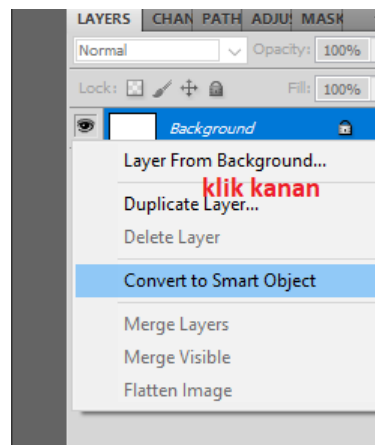 LAYERS CHAN PATH ADJU MASK
Normal Opacity: 100%
Lock: Fill: 100%
Background
Layer From Background...
klik kanan
Duplicate Layer...
Delete Layer
Convert to Smart Object
Merge Layers
Merge Visible
Flatten Image